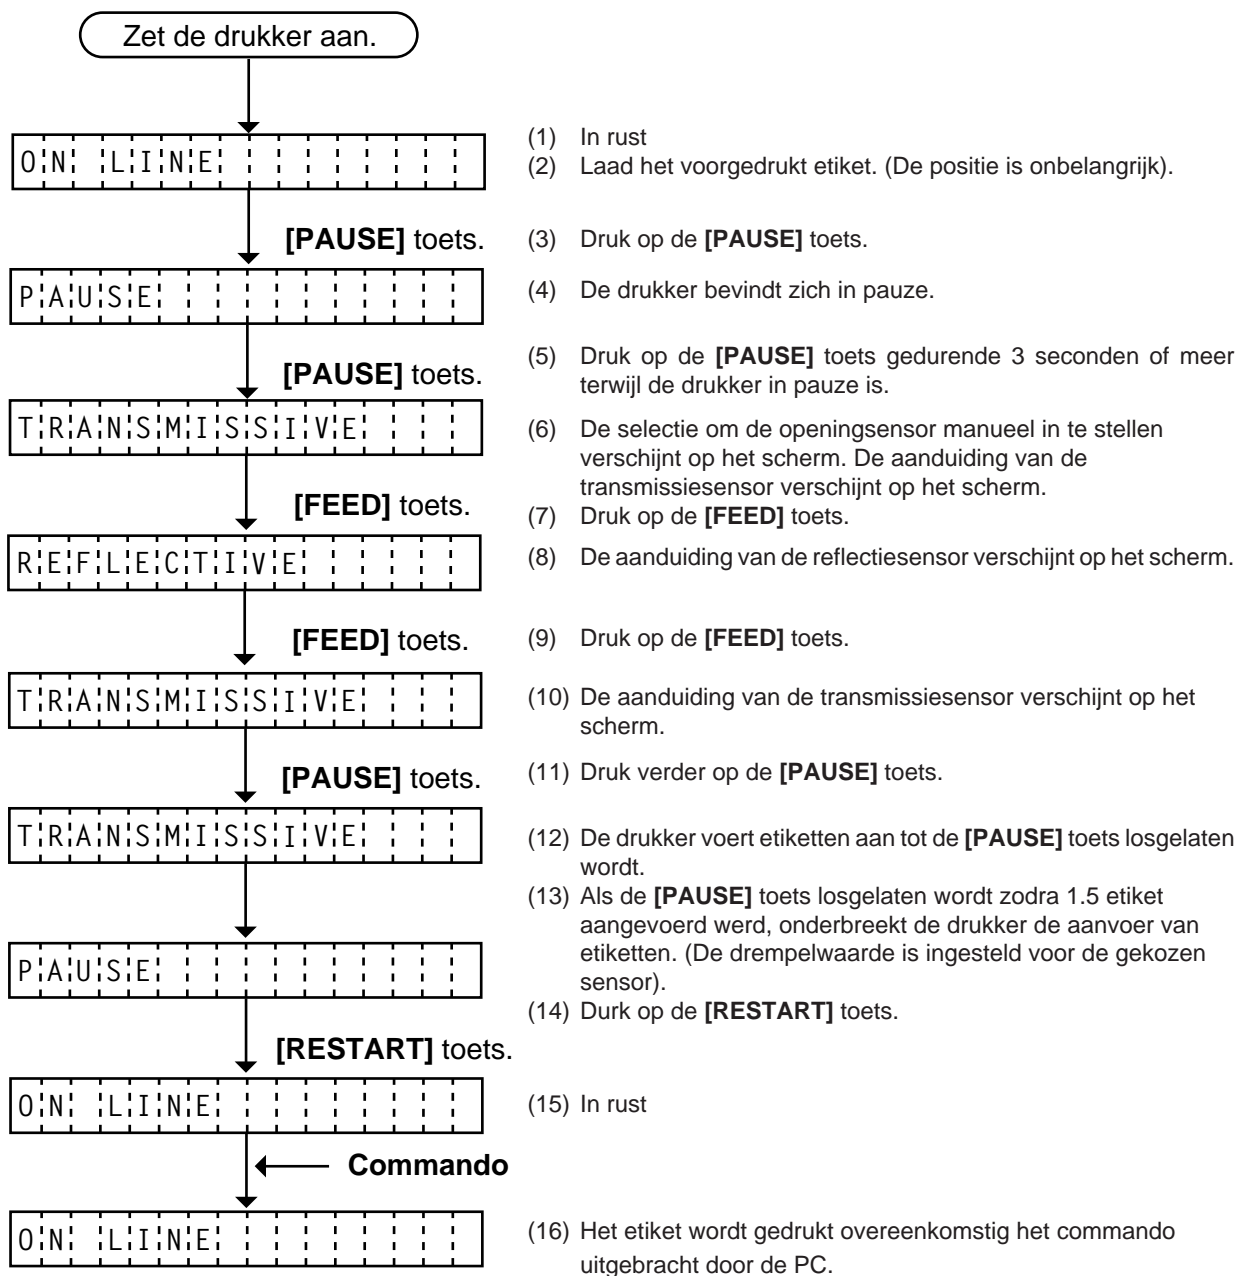 Zet de drukker aan.
ON LINE
(1) In rust
(2) Laad het voorgedrukt etiket. (De positie is onbelangrijk).
[PAUSE] toets.
(3) Druk op de [PAUSE] toets.
PAUSE
(4) De drukker bevindt zich in pauze.
[PAUSE] toets.
(5) Druk op de [PAUSE] toets gedurende 3 seconden of meer
terwijl de drukker in pauze is.
TRANSMISSIVE
(6) De selectie om de openingsensor manueel in te stellen
verschijnt op het scherm. De aanduiding van de
transmissiesensor verschijnt op het scherm.
[FEED] toets.
(7) Druk op de [FEED] toets.
REFLECTIVE
(8) De aanduiding van de reflectiesensor verschijnt op het scherm.
[FEED] toets.
(9) Druk op de [FEED] toets.
TRANSMISSIVE
(10) De aanduiding van de transmissiesensor verschijnt op het
scherm.
[PAUSE] toets.
(11) Druk verder op de [PAUSE] toets.
TRANSMISSIVE
(12) De drukker voert etiketten aan tot de [PAUSE] toets losgelaten
wordt.
(13) Als de [PAUSE] toets losgelaten wordt zodra 1.5 etiket
aangevoerd werd, onderbreekt de drukker de aanvoer van
etiketten. (De drempelwaarde is ingesteld voor de gekozen
sensor).
PAUSE
(14) Durk op de [RESTART] toets.
[RESTART] toets.
ON LINE
(15) In rust
Commando
ON LINE
(16) Het etiket wordt gedrukt overeenkomstig het commando
uitgebracht door de PC.